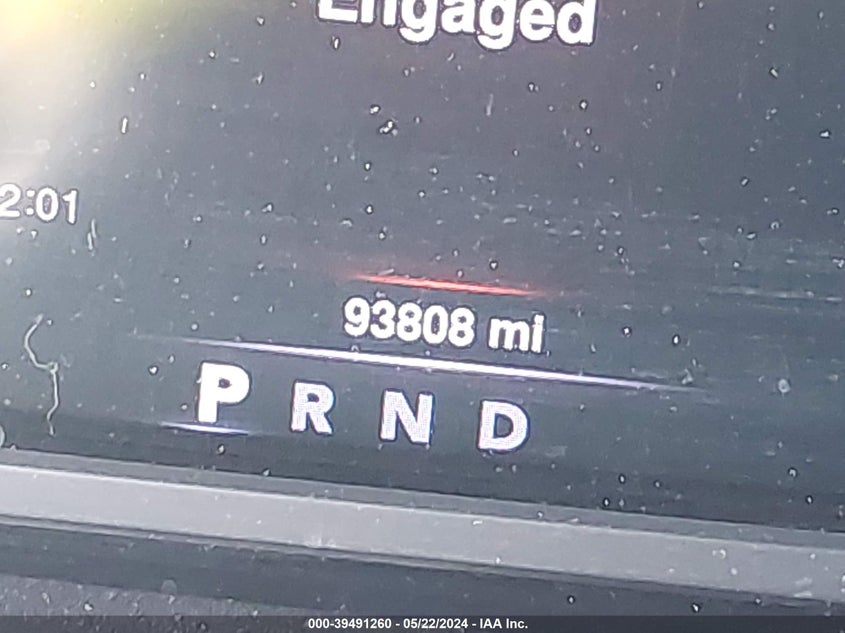 Engaged
2:01
93808 mi
P R N D
000-39491260 - 05/22/2024 - IAA Inc.